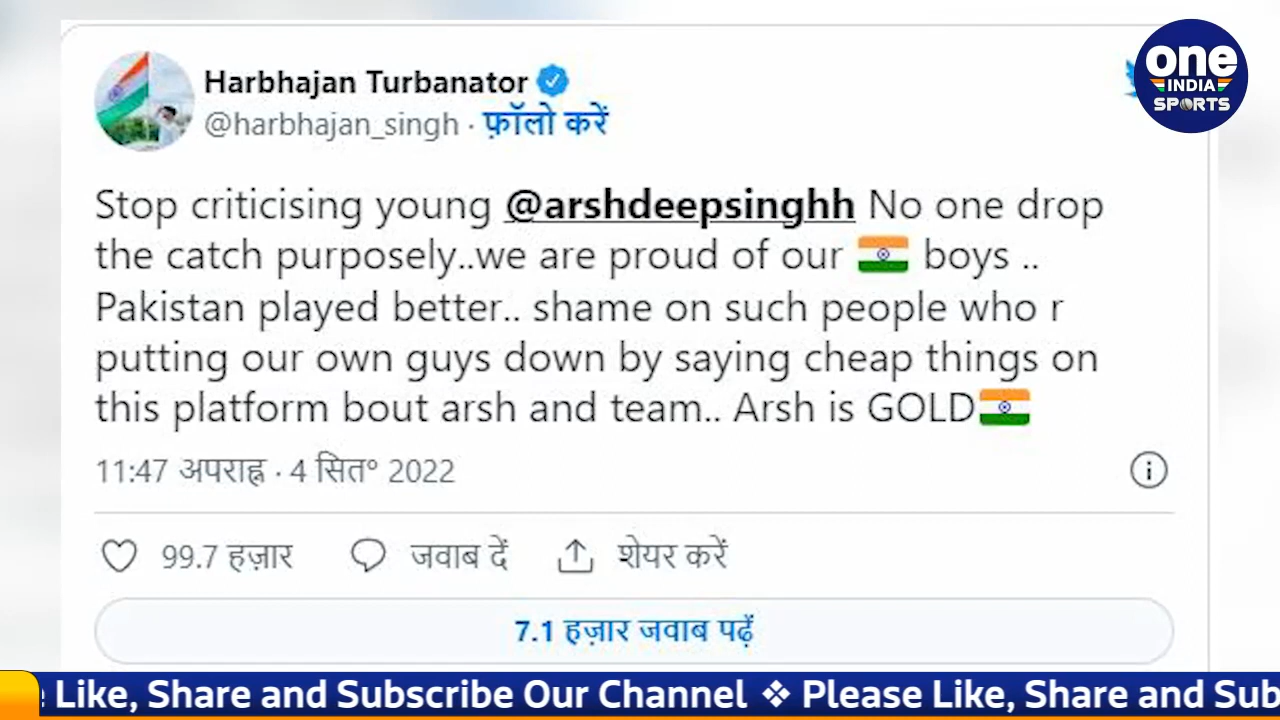 Harbhajan Turbanator
@harbhajan_singh · फ़ॉलो करें
one
INDIA
SPORTS
Stop criticising young @arshdeepsinghh No one drop
the catch purposely..we are proud of our 🇮🇳 boys ..
Pakistan played better.. shame on such people who r
putting our own guys down by saying cheap things on
this platform bout arsh and team.. Arsh is GOLD🇮🇳
11:47 अपराह्न · 4 सित॰ 2022
99.7 हज़ार जवाब दें शेयर करें
7.1 हज़ार जवाब पढ़ें
Like, Share and Subscribe Our Channel ❖ Please Like, Share and Sub